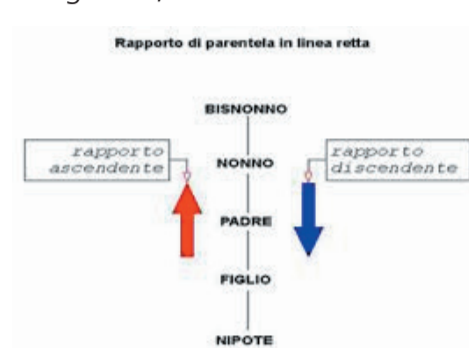 Rapporto di parentela in linea retta
BISNONNO
rapporto
ascendente
NONNO
rapporto
discendente
PADRE
FIGLIO
NIPOTE